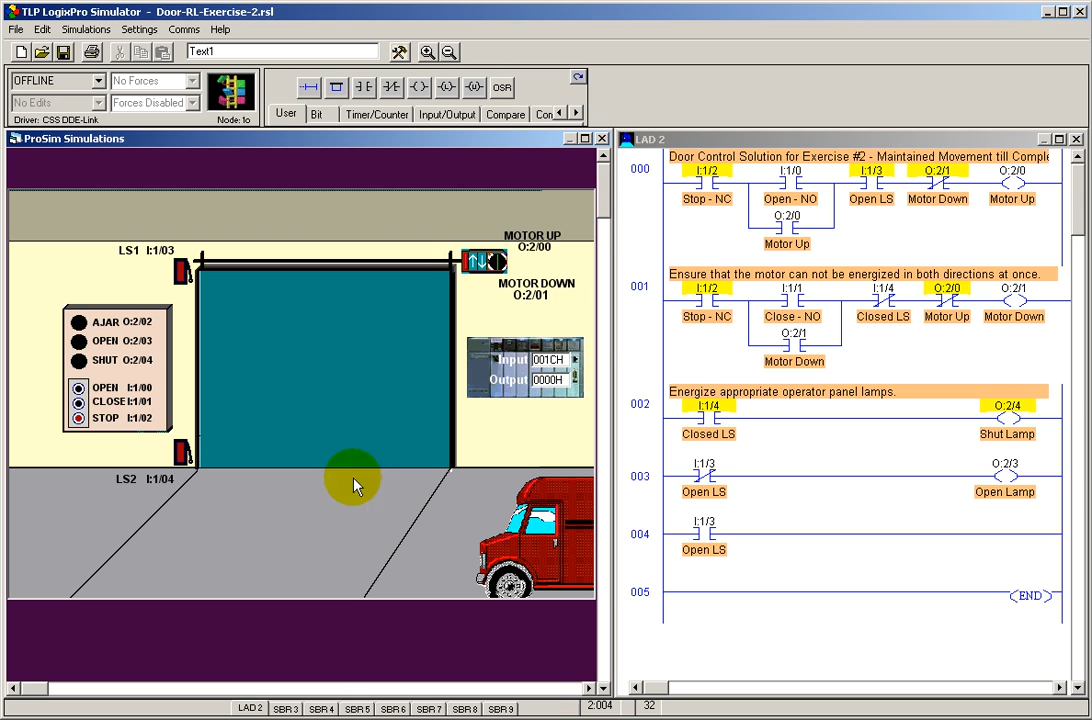 TLP LogixPro Simulator - Door-RL-Exercise-2.rsl
File Edit Simulations Settings Comms Help
Text1
OFFLINE No Forces
No Edits Forces Disabled
Driver: CSS DDE-Link Node: 1o
OSR
User Bit Timer/Counter Input/Output Compare
ProSim Simulations
LS1 I:1/03
MOTOR UP
O:2/00
MOTOR DOWN
O:2/01
AJAR O:2/02
OPEN O:2/03
SHUT O:2/04
OPEN I:1/00
CLOSE I:1/01
STOP I:1/02
Input 001CH
Output 0000H
LS2 I:1/04
LAD 2
Door Control Solution for Exercise #2 - Maintained Movement till Comple
000
I:1/2 I:1/0 I:1/3 O:2/1 O:2/0
Stop - NC Open - NO Open LS Motor Down Motor Up
O:2/0
Motor Up
Ensure that the motor can not be energized in both directions at once.
001
I:1/2 I:1/1 I:1/4 O:2/0 O:2/1
Stop - NC Close - NO Closed LS Motor Up Motor Down
O:2/1
Motor Down
Energize appropriate operator panel lamps.
002
I:1/4 O:2/4
Closed LS Shut Lamp
003
I:1/3 O:2/3
Open LS Open Lamp
004
I:1/3
Open LS
005
END
LAD 2 SBR 3 SBR 4 SBR 5 SBR 6 SBR 7 SBR 8 SBR 9
2:004 32